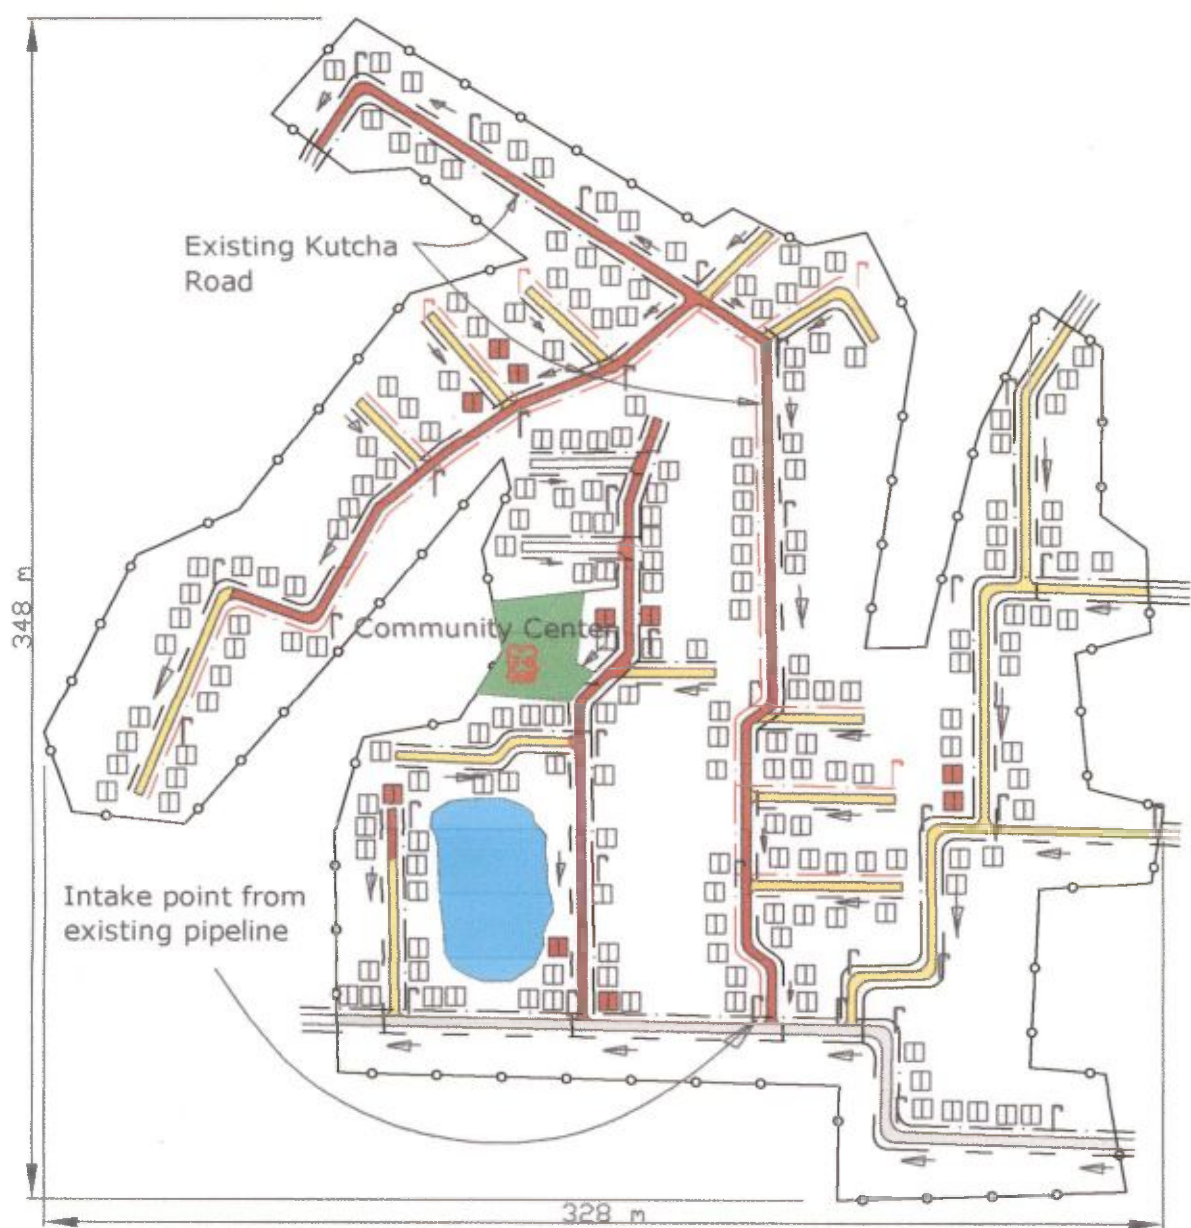 Existing Kutcha
Road
348 m
Community Center
Intake point from
existing pipeline
328 m